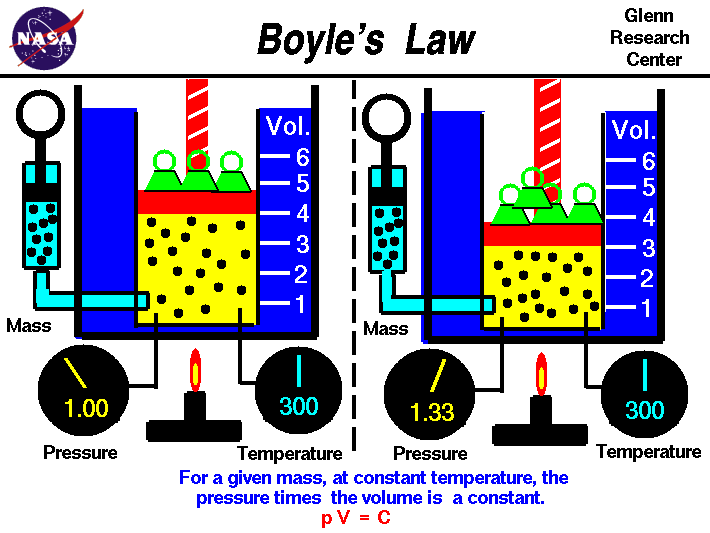 NASA
Boyle's Law
Glenn
Research
Center
Vol.
6
5
4
3
2
1
Mass
1.00
Pressure
300
Temperature
Vol.
6
5
4
3
2
1
Mass
1.33
Pressure
300
Temperature
For a given mass, at constant temperature, the
pressure times the volume is a constant.
p V = C